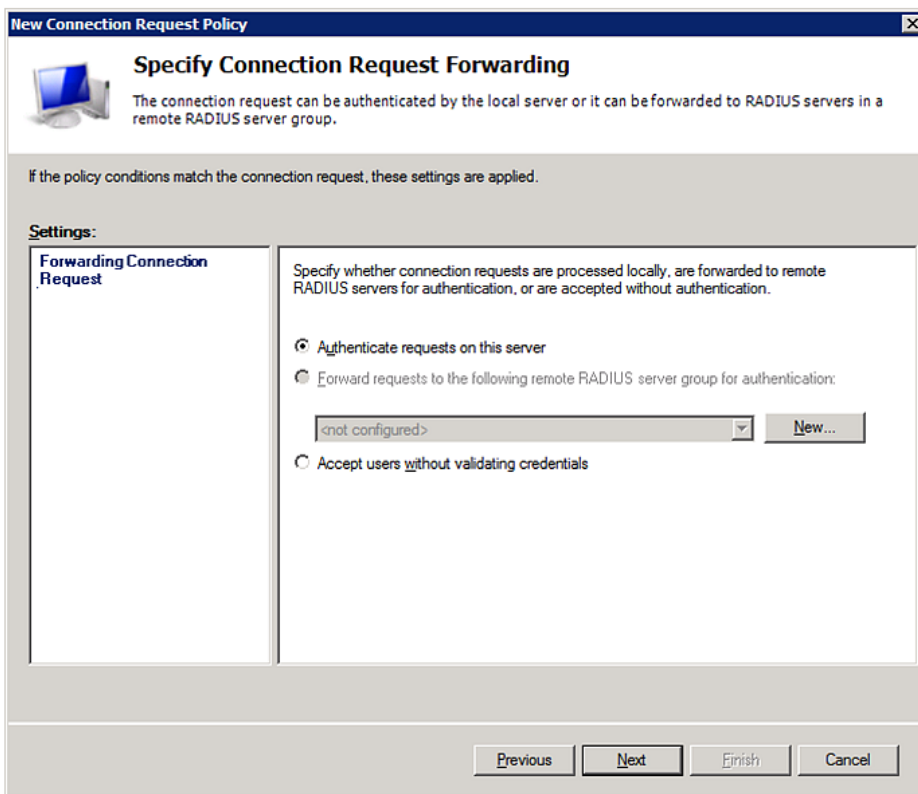 New Connection Request Policy
Specify Connection Request Forwarding
The connection request can be authenticated by the local server or it can be forwarded to RADIUS servers in a
remote RADIUS server group.
If the policy conditions match the connection request, these settings are applied.
Settings:
Forwarding Connection
Request
Specify whether connection requests are processed locally, are forwarded to remote
RADIUS servers for authentication, or are accepted without authentication.
Authenticate requests on this server
Forward requests to the following remote RADIUS server group for authentication:
<not configured>
New...
Accept users without validating credentials
Previous
Next
Finish
Cancel